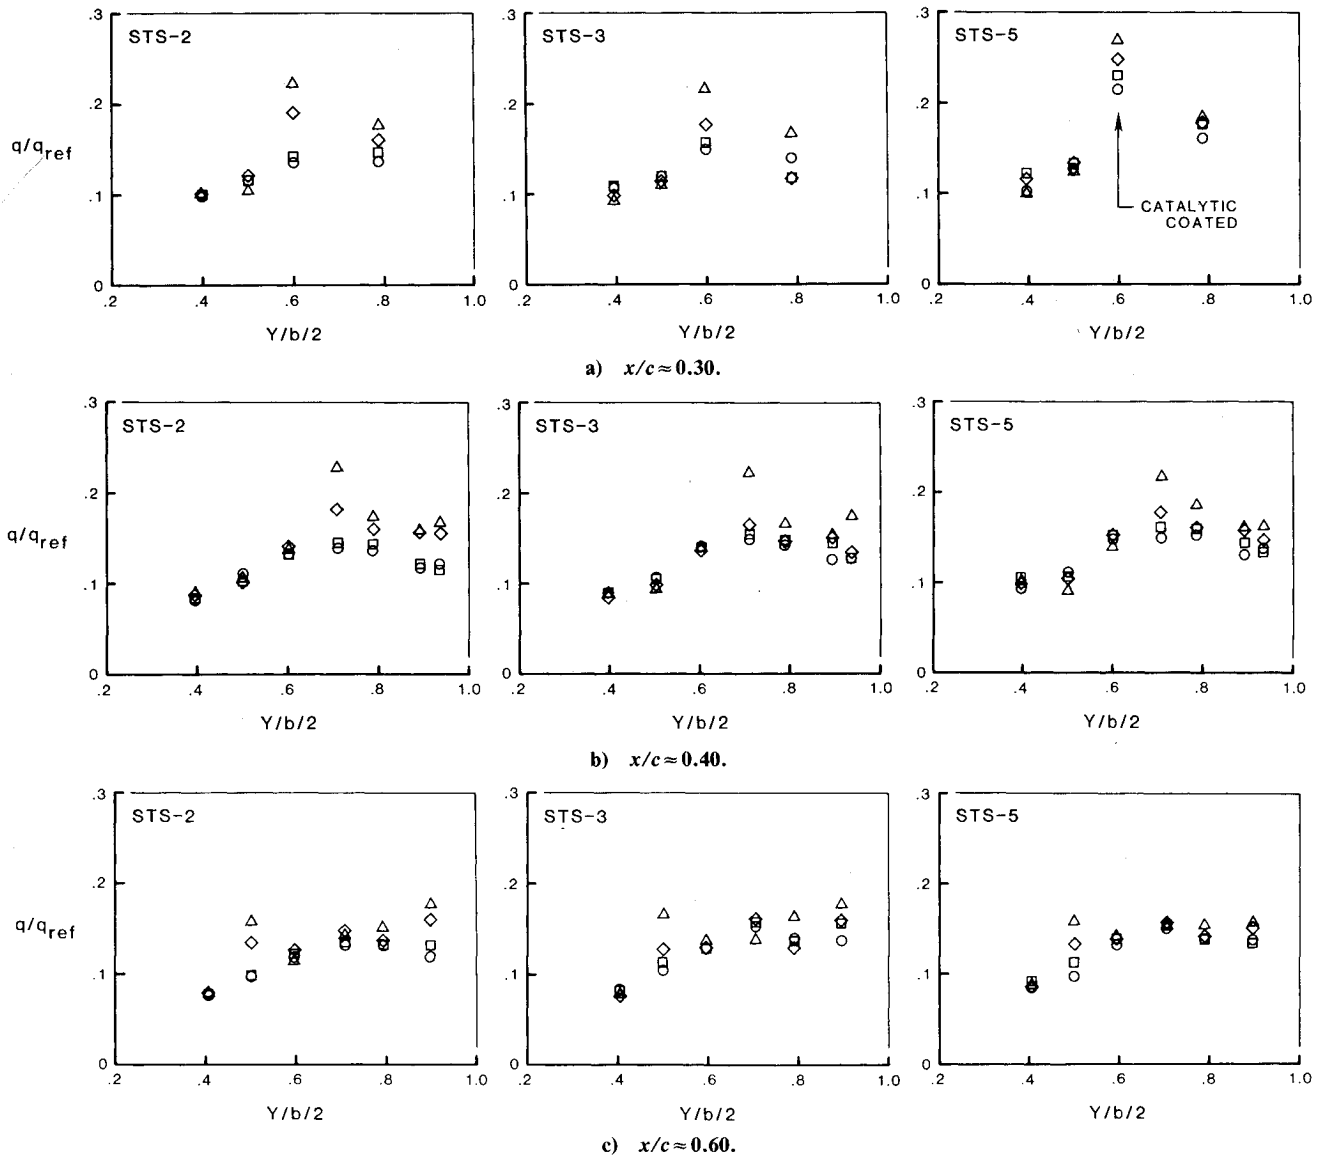 .3 .3 .3
STS-2 STS-3 STS-5
.2 .2 .2
q/qref
.1 .1 .1
CATALYTIC COATED
0 0 0
.2 .4 .6 .8 1.0 .2 .4 .6 .8 1.0 .2 .4 .6 .8 1.0
Y/b/2 Y/b/2 Y/b/2
a) x/c≈0.30.
.3 .3 .3
STS-2 STS-3 STS-5
.2 .2 .2
q/qref
.1 .1 .1
0 0 0
.2 .4 .6 .8 1.0 .2 .4 .6 .8 1.0 .2 .4 .6 .8 1.0
Y/b/2 Y/b/2 Y/b/2
b) x/c≈0.40.
.3 .3 .3
STS-2 STS-3 STS-5
.2 .2 .2
q/qref
.1 .1 .1
0 0 0
.2 .4 .6 .8 1.0 .2 .4 .6 .8 1.0 .2 .4 .6 .8 1.0
Y/b/2 Y/b/2 Y/b/2
c) x/c≈0.60.